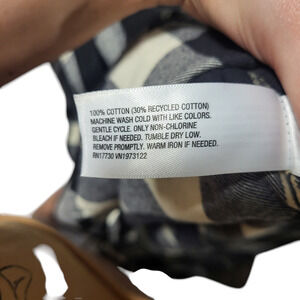 100% COTTON (30% RECYCLED COTTON)
MACHINE WASH COLD WITH LIKE COLORS.
GENTLE CYCLE. ONLY NON-CHLORINE
BLEACH IF NEEDED. TUMBLE DRY LOW.
REMOVE PROMPTLY. WARM IRON IF NEEDED.
RN17730 VN1973122